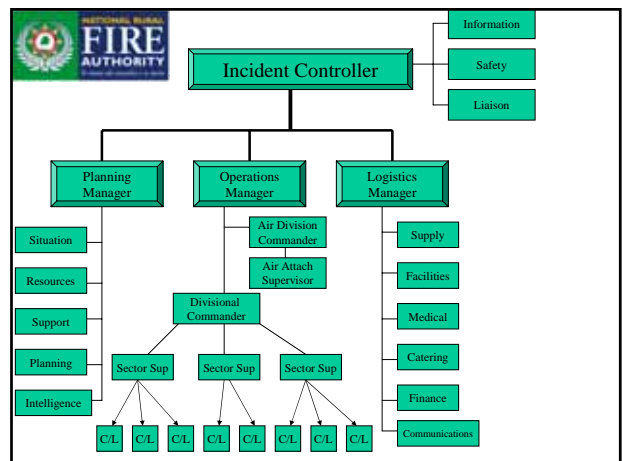 NATIONAL RURAL
FIRE
AUTHORITY
Incident Controller
Information
Safety
Liaison
Planning
Manager
Operations
Manager
Logistics
Manager
Situation
Resources
Support
Planning
Intelligence
Air Division
Commander
Air Attach
Supervisor
Divisional
Commander
Sector Sup
Sector Sup
Sector Sup
C/L
C/L
C/L
C/L
C/L
C/L
C/L
C/L
Supply
Facilities
Medical
Catering
Finance
Communications